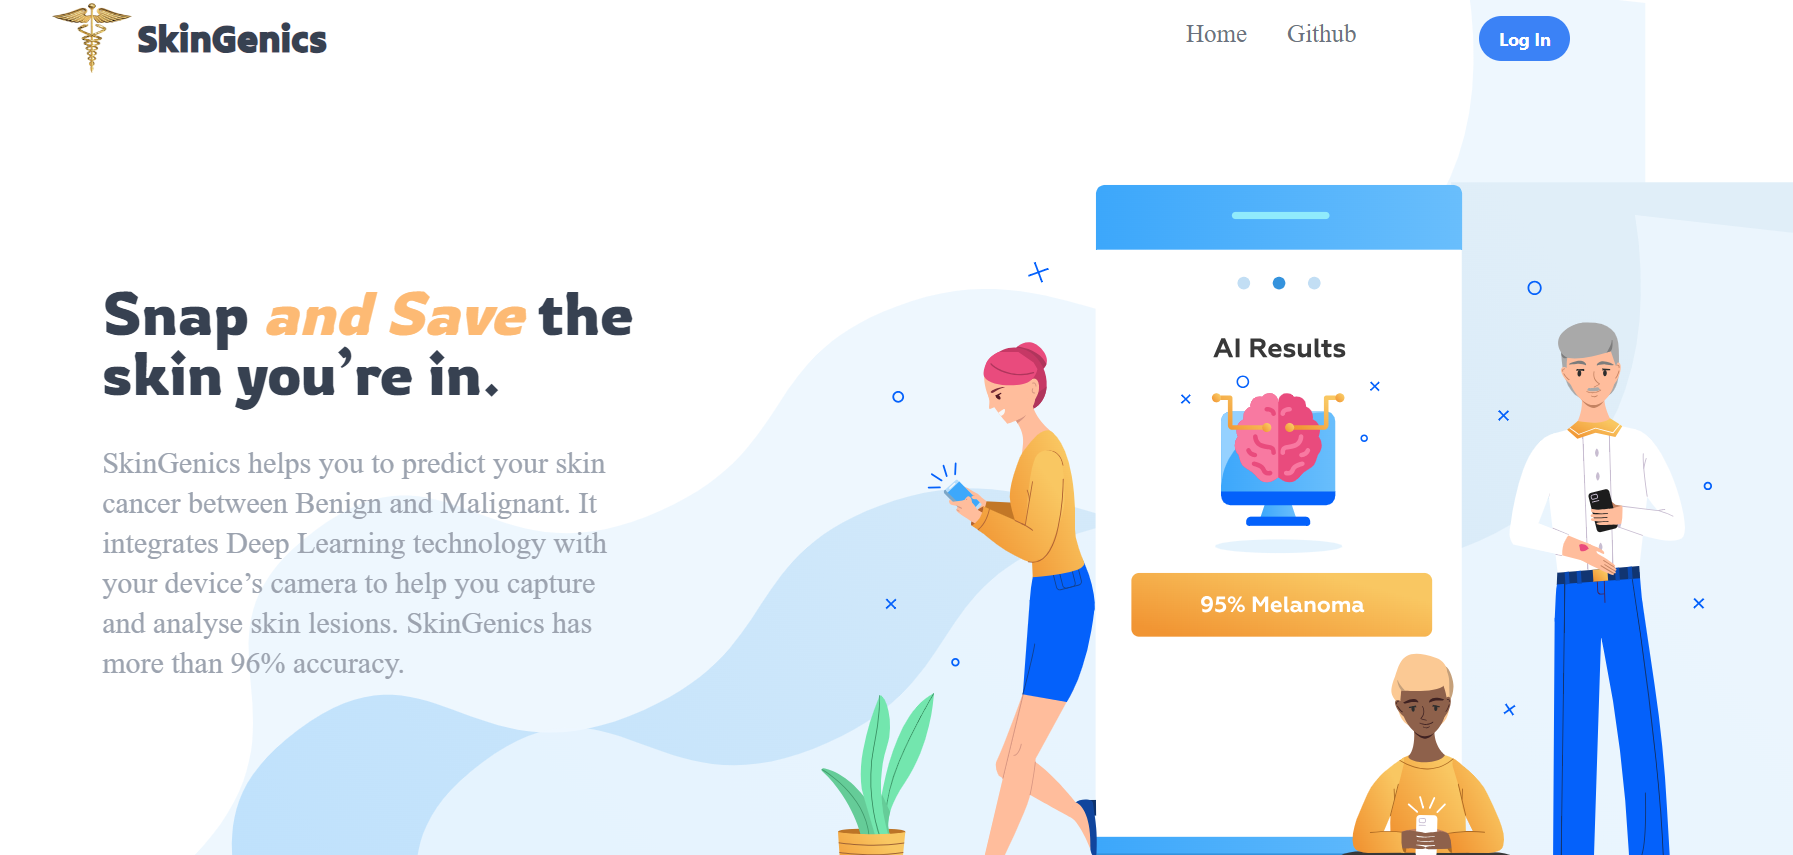 SkinGenics
Home
Github
Log In
Snap and Save the
skin you’re in.
SkinGenics helps you to predict your skin
cancer between Benign and Malignant. It
integrates Deep Learning technology with
your device’s camera to help you capture
and analyse skin lesions. SkinGenics has
more than 96% accuracy.
AI Results
95% Melanoma